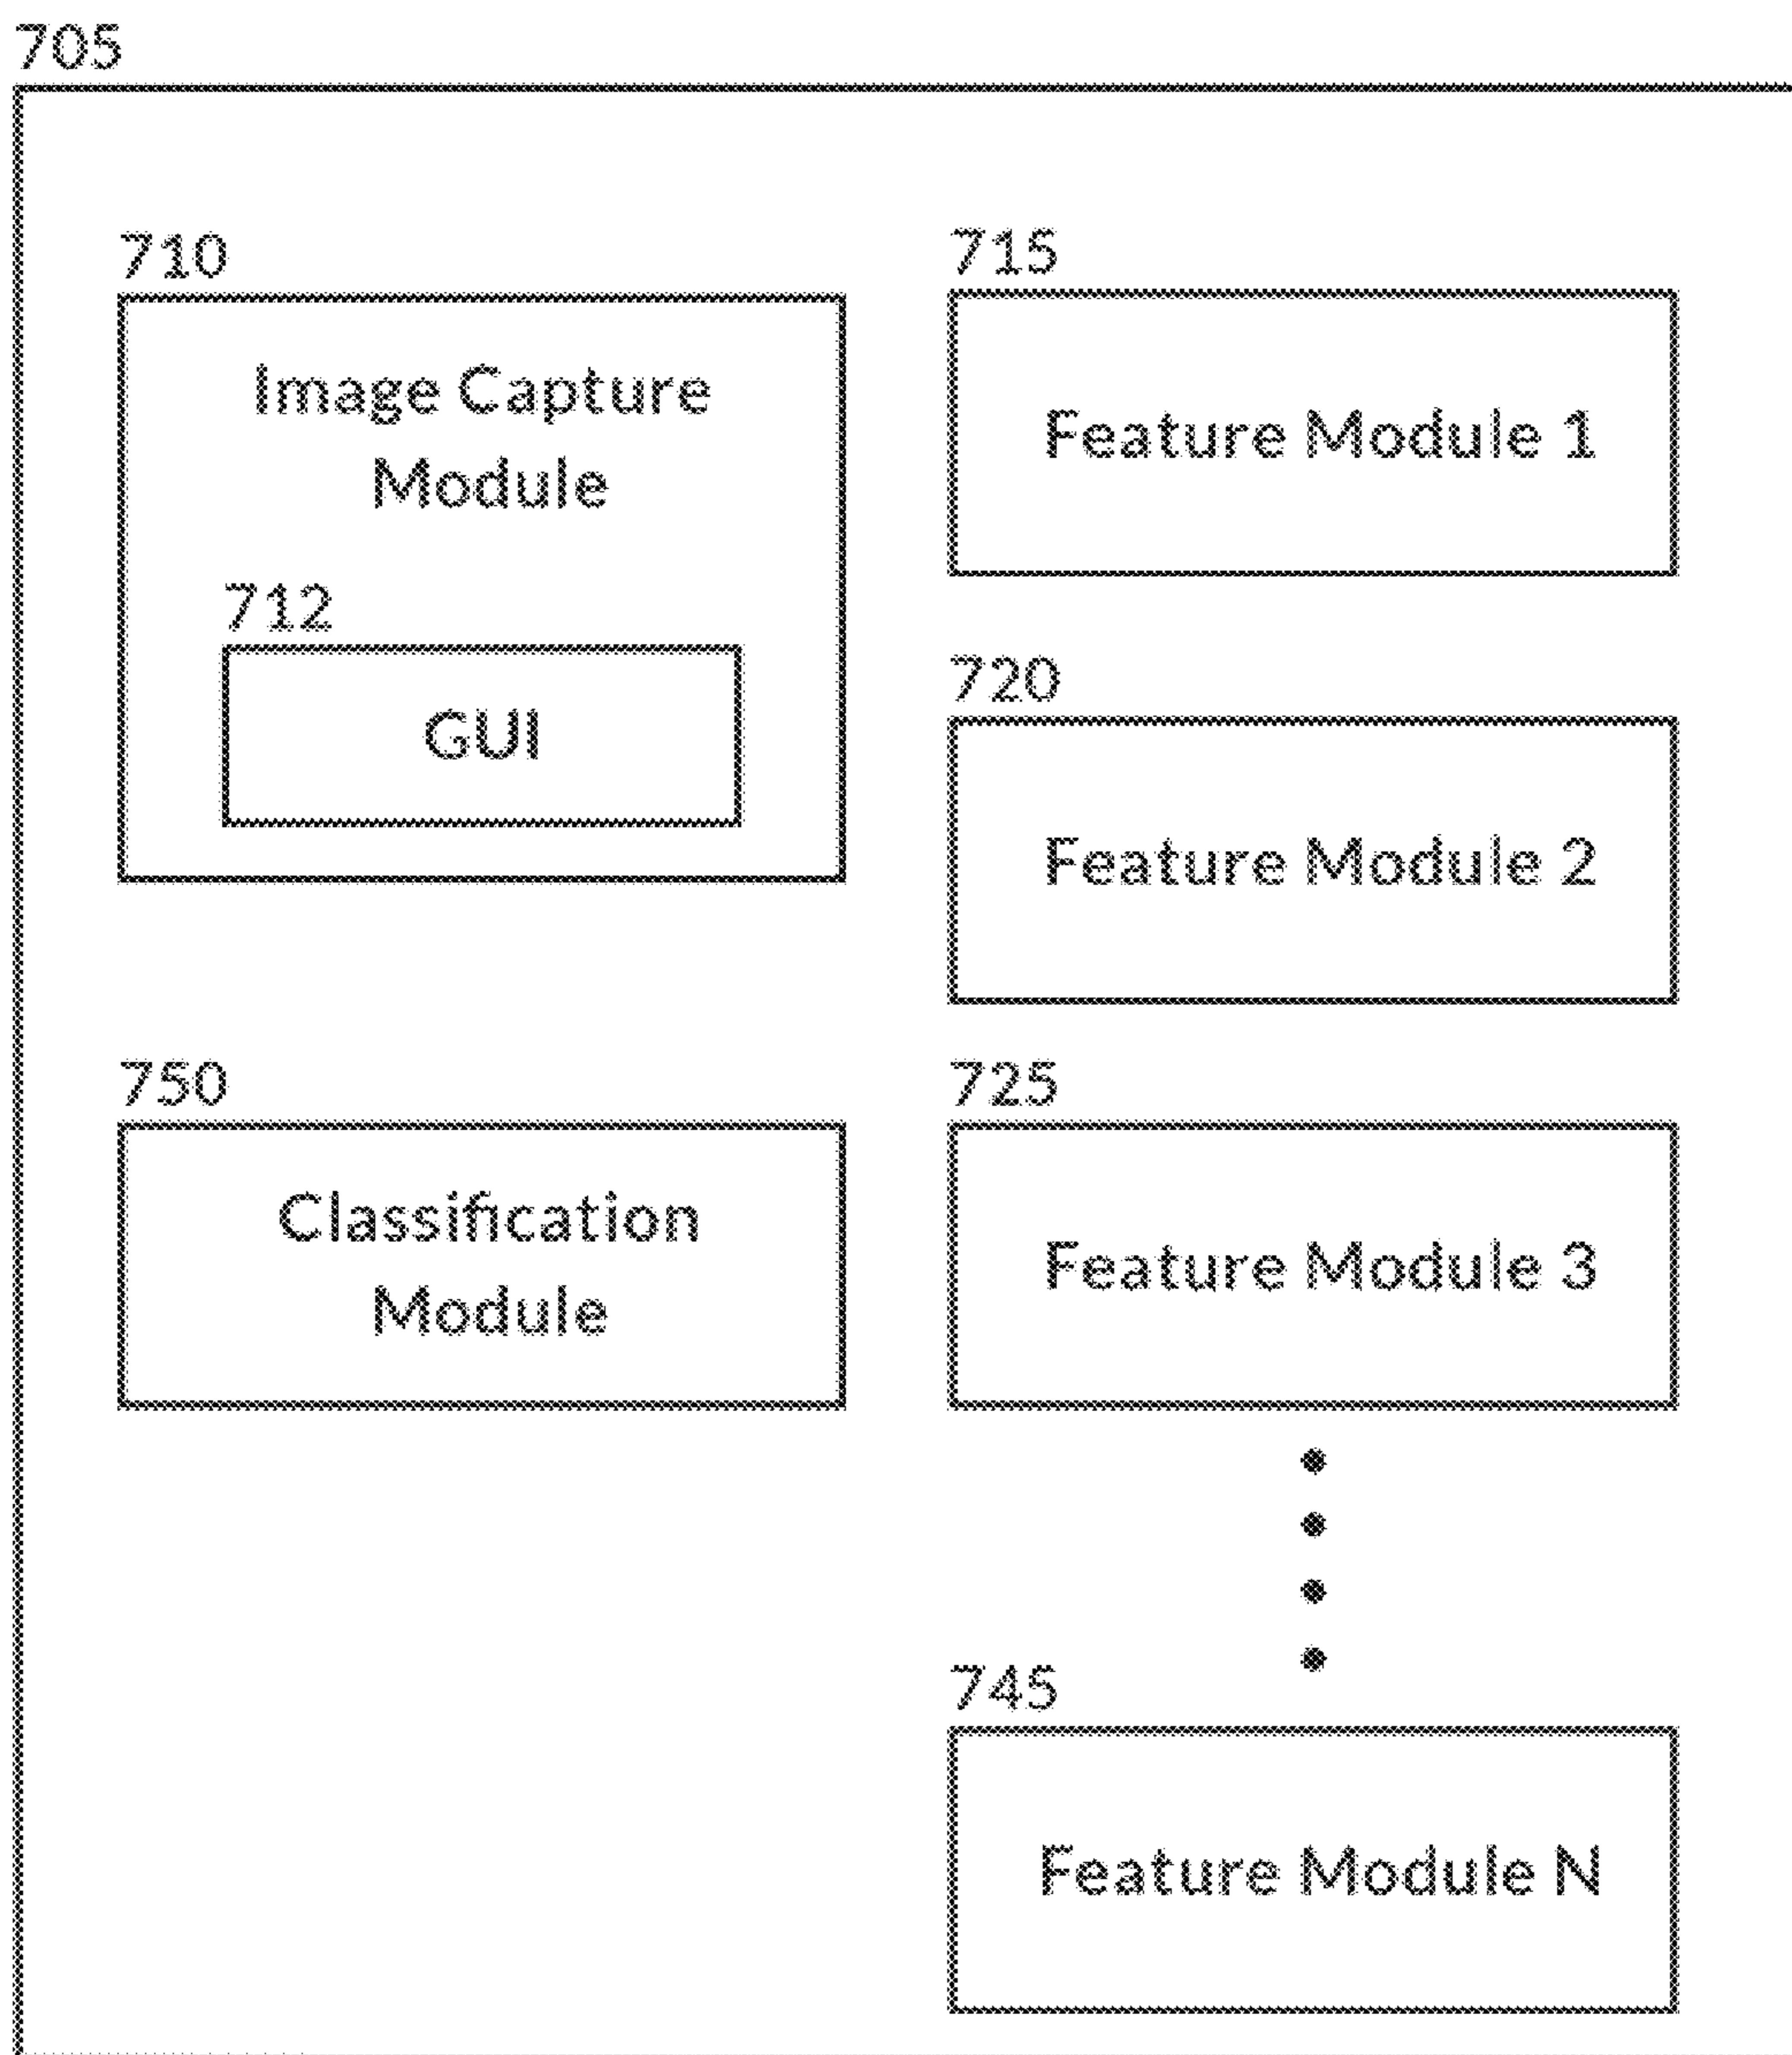 705
710
Image Capture
Module
712
GUI
715
Feature Module 1
720
Feature Module 2
750
Classification
Module
725
Feature Module 3
745
Feature Module N